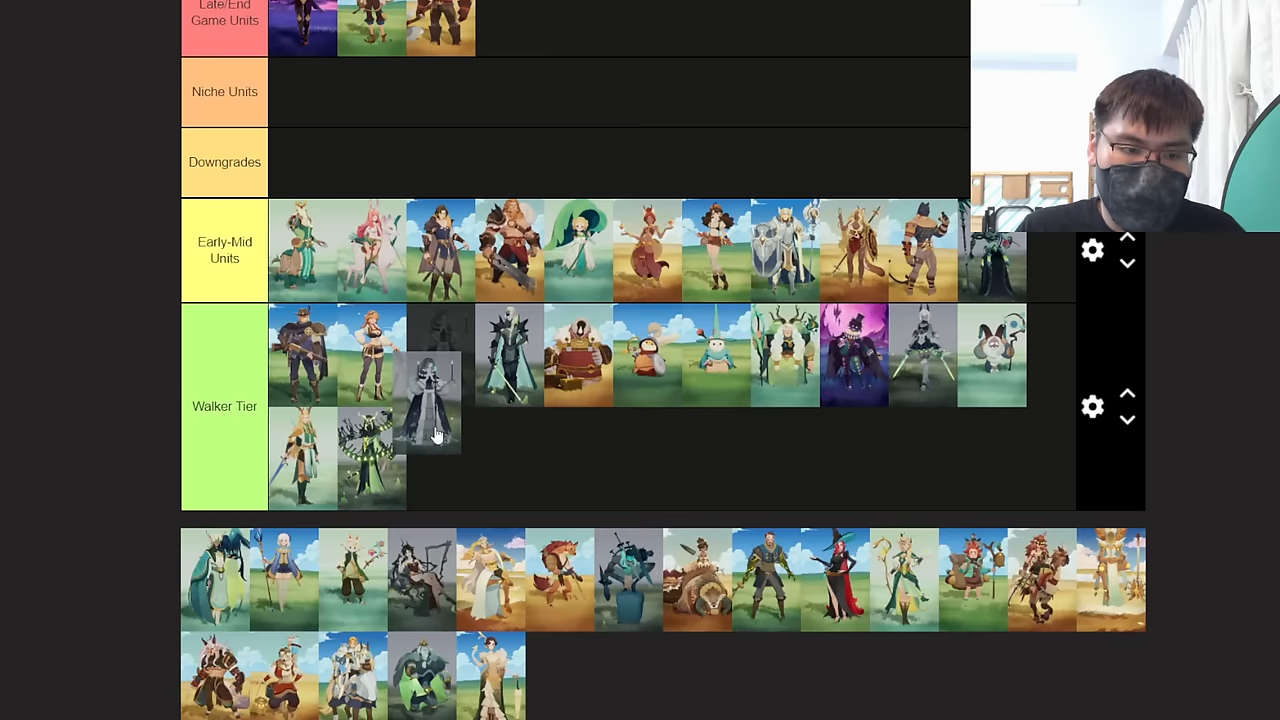 Late/End
Game Units
Niche Units
Downgrades
Early-Mid
Units
Walker Tier